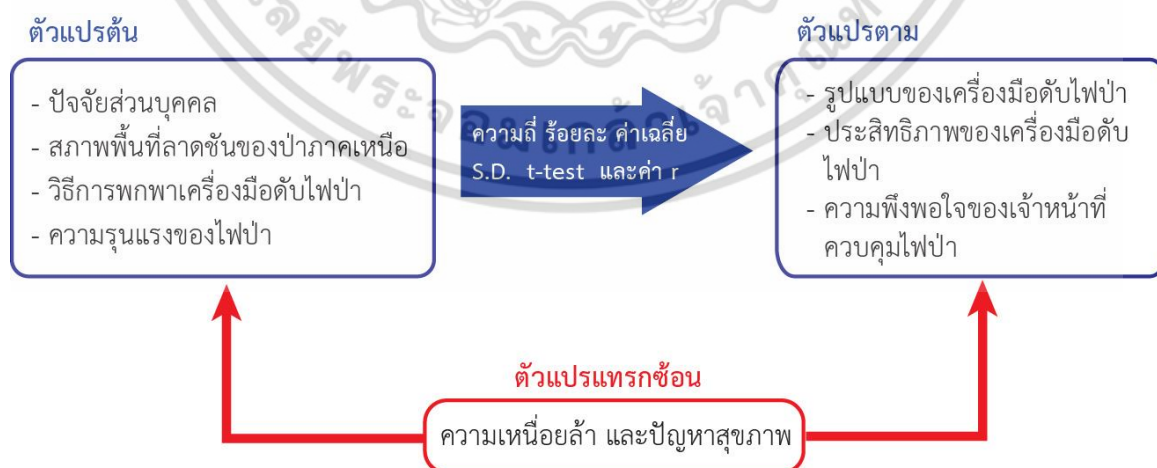 ตัวแปรต้น
- ปัจจัยส่วนบุคคล
- สภาพพื้นที่ลาดชันของป่าภาคเหนือ
- วิธีการพกพาเครื่องมือดับไฟป่า
- ความรุนแรงของไฟป่า
ความถี่ ร้อยละ ค่าเฉลี่ย
S.D. t-test และค่า r
ตัวแปรตาม
- รูปแบบของเครื่องมือดับไฟป่า
- ประสิทธิภาพของเครื่องมือดับ
ไฟป่า
- ความพึงพอใจของเจ้าหน้าที่
ควบคุมไฟป่า
ตัวแปรแทรกซ้อน
ความเหนื่อยล้า และปัญหาสุขภาพ